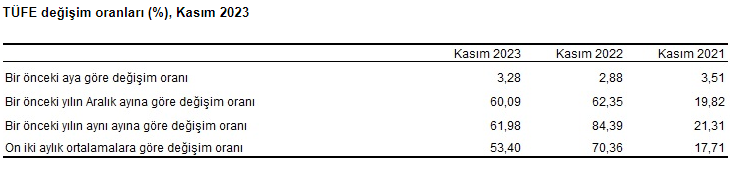 TÜFE değişim oranları (%), Kasım 2023
Kasım 2023 Kasım 2022 Kasım 2021
Bir önceki aya göre değişim oranı 3,28 2,88 3,51
Bir önceki yılın Aralık ayına göre değişim oranı 60,09 62,35 19,82
Bir önceki yılın aynı ayına göre değişim oranı 61,98 84,39 21,31
On iki aylık ortalamalara göre değişim oranı 53,40 70,36 17,71